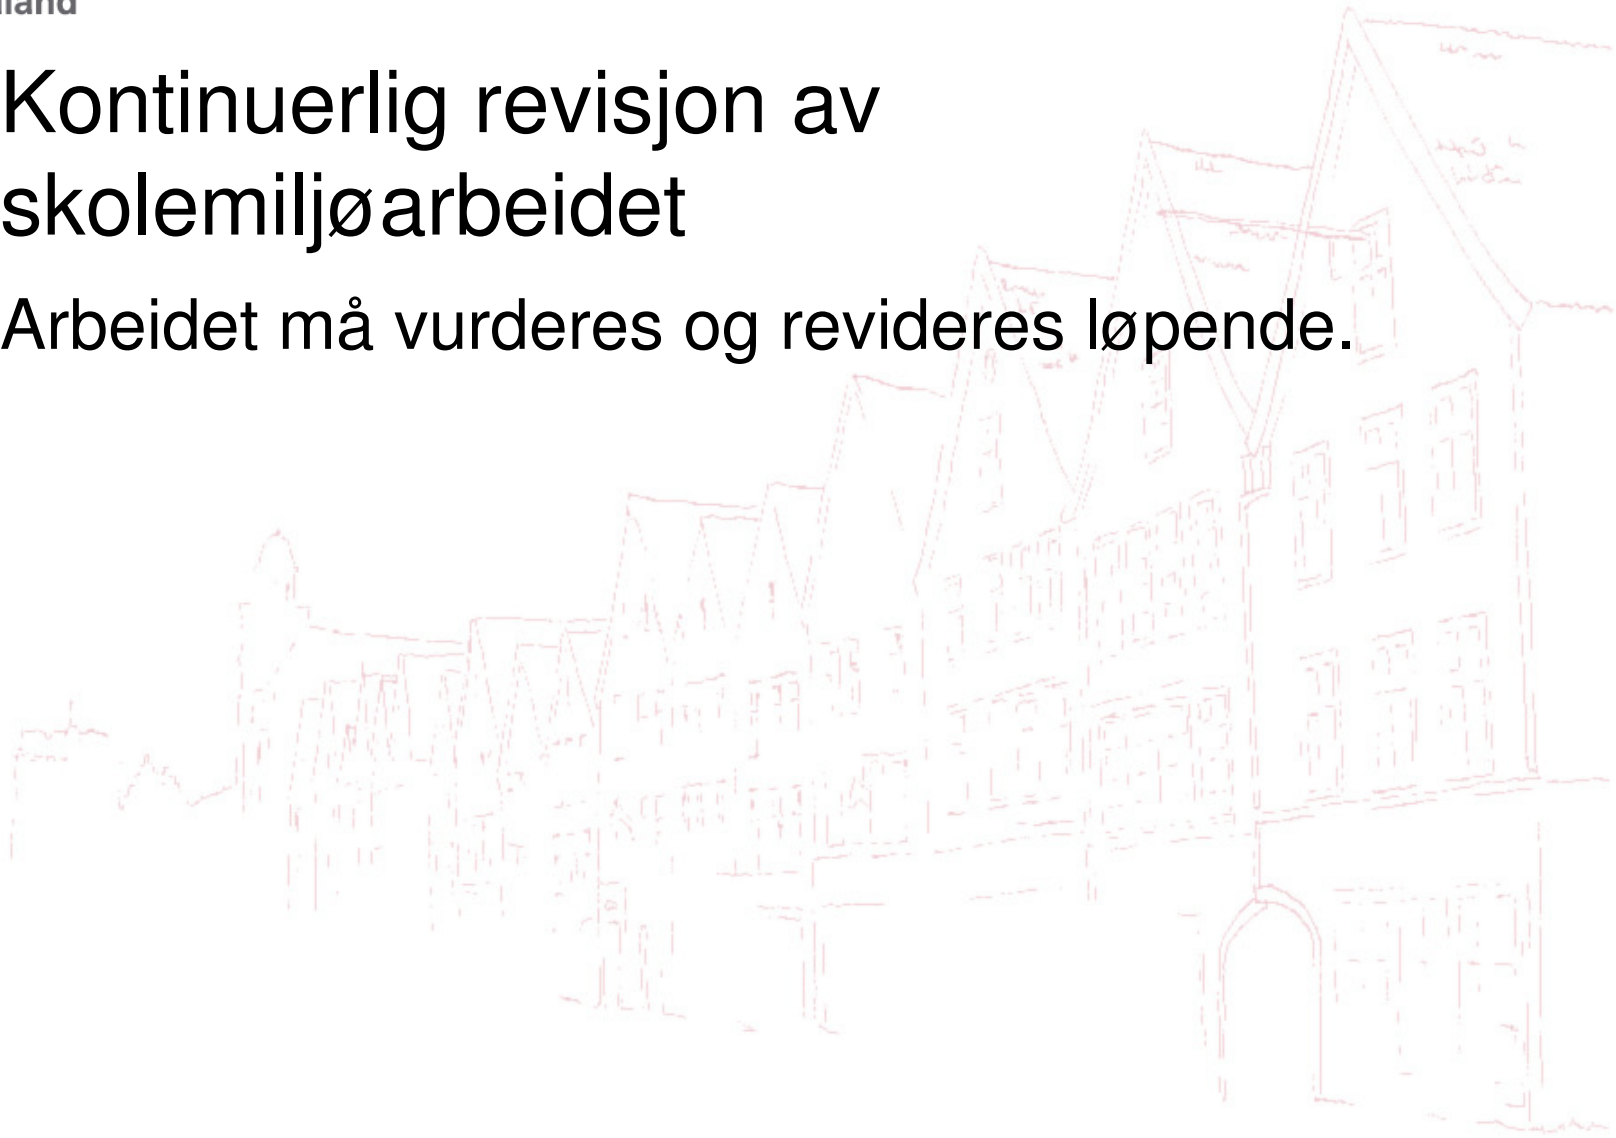 Kontinuerlig revisjon av
skolemiljøarbeidet
Arbeidet må vurderes og revideres løpende.